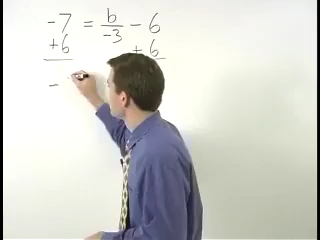 -7 = b/-3 - 6
+6 + 6
-